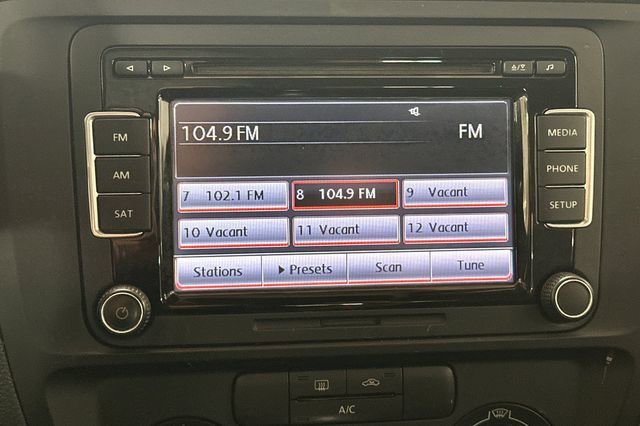 FM
AM
SAT
104.9 FM FM
7 102.1 FM 8 104.9 FM 9 Vacant
10 Vacant 11 Vacant 12 Vacant
Stations Presets Scan Tune
MEDIA
PHONE
SETUP
A/C